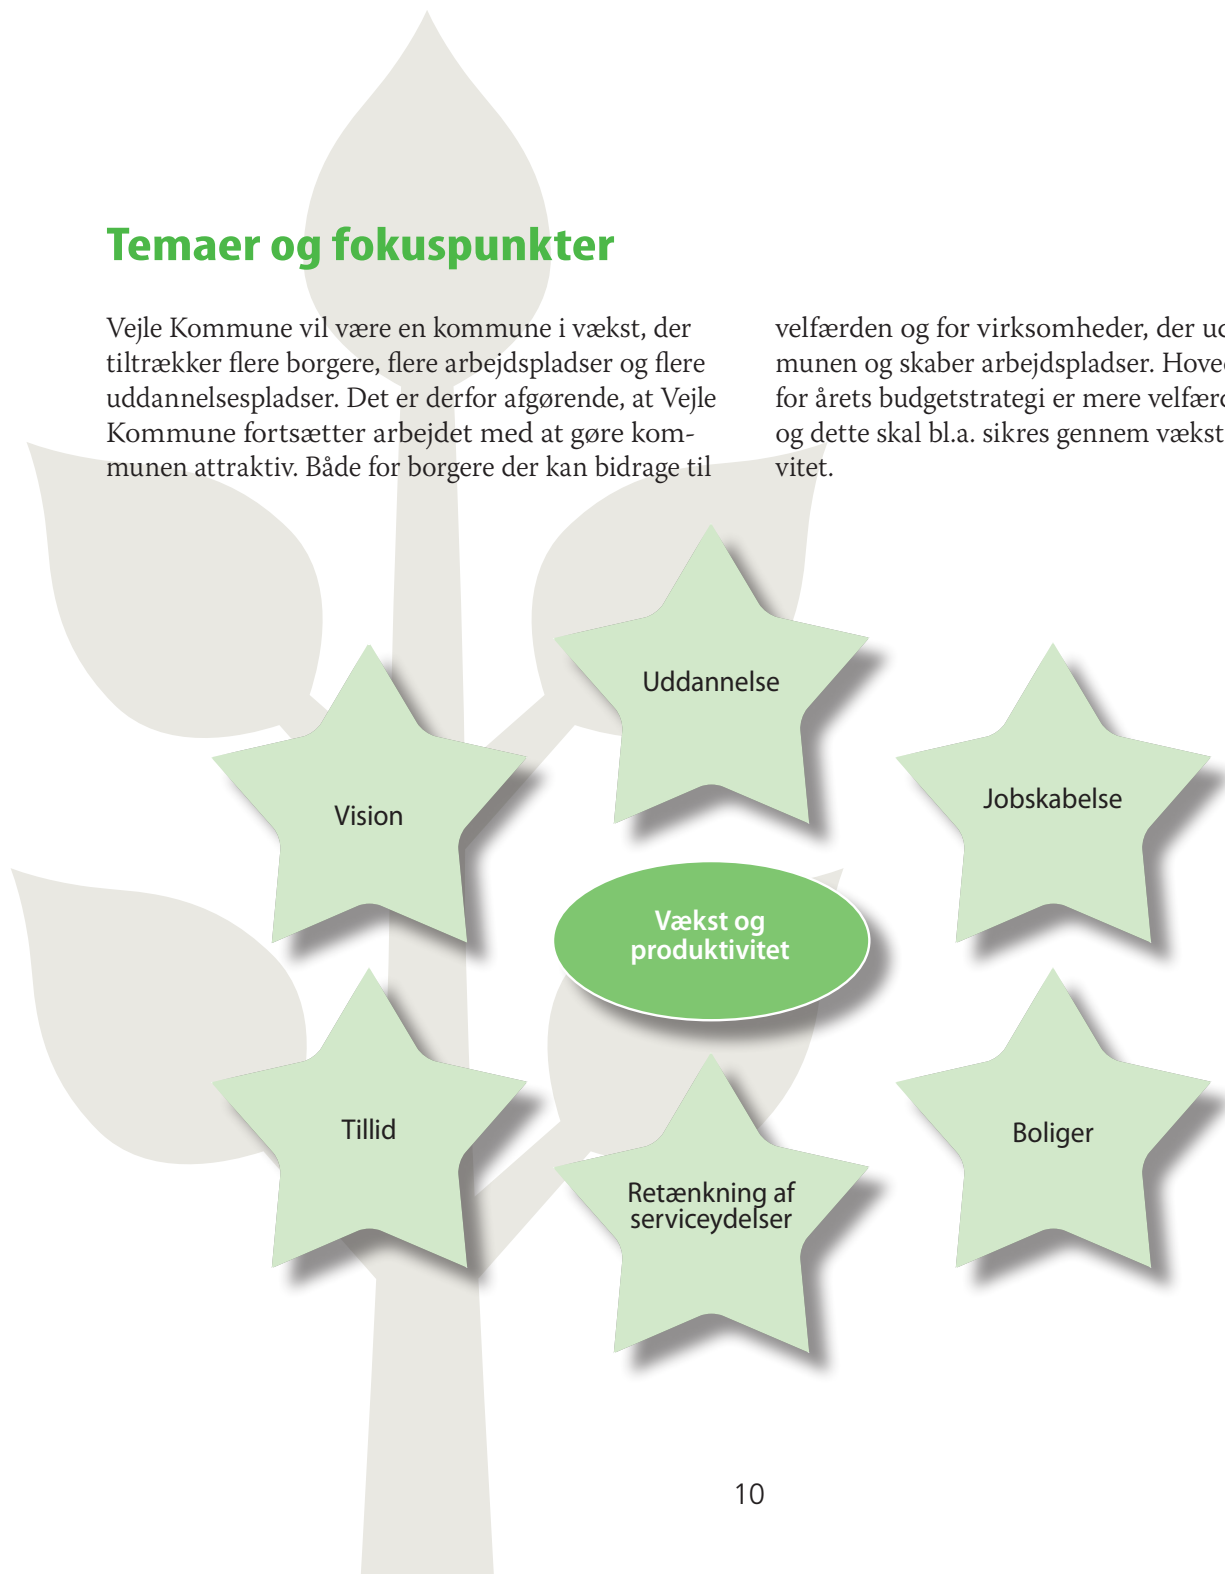 Temaer og fokuspunkter
Vejle Kommune vil være en kommune i vækst, der
tiltrækker flere borgere, flere arbejdspladser og flere
uddannelsespladser. Det er derfor afgørende, at Vejle
Kommune fortsætter arbejdet med at gøre kom-
munen attraktiv. Både for borgere der kan bidrage til
velfærden og for virksomheder, der
munen og skaber arbejdspladser.
for årets budgetstrategi er mere
og dette skal bl.a. sikres gennem vækst
vitet.
Uddannelse
Vision
Jobskabelse
Vækst og
produktivitet
Tillid
Boliger
Retænkning af
serviceydelser
10